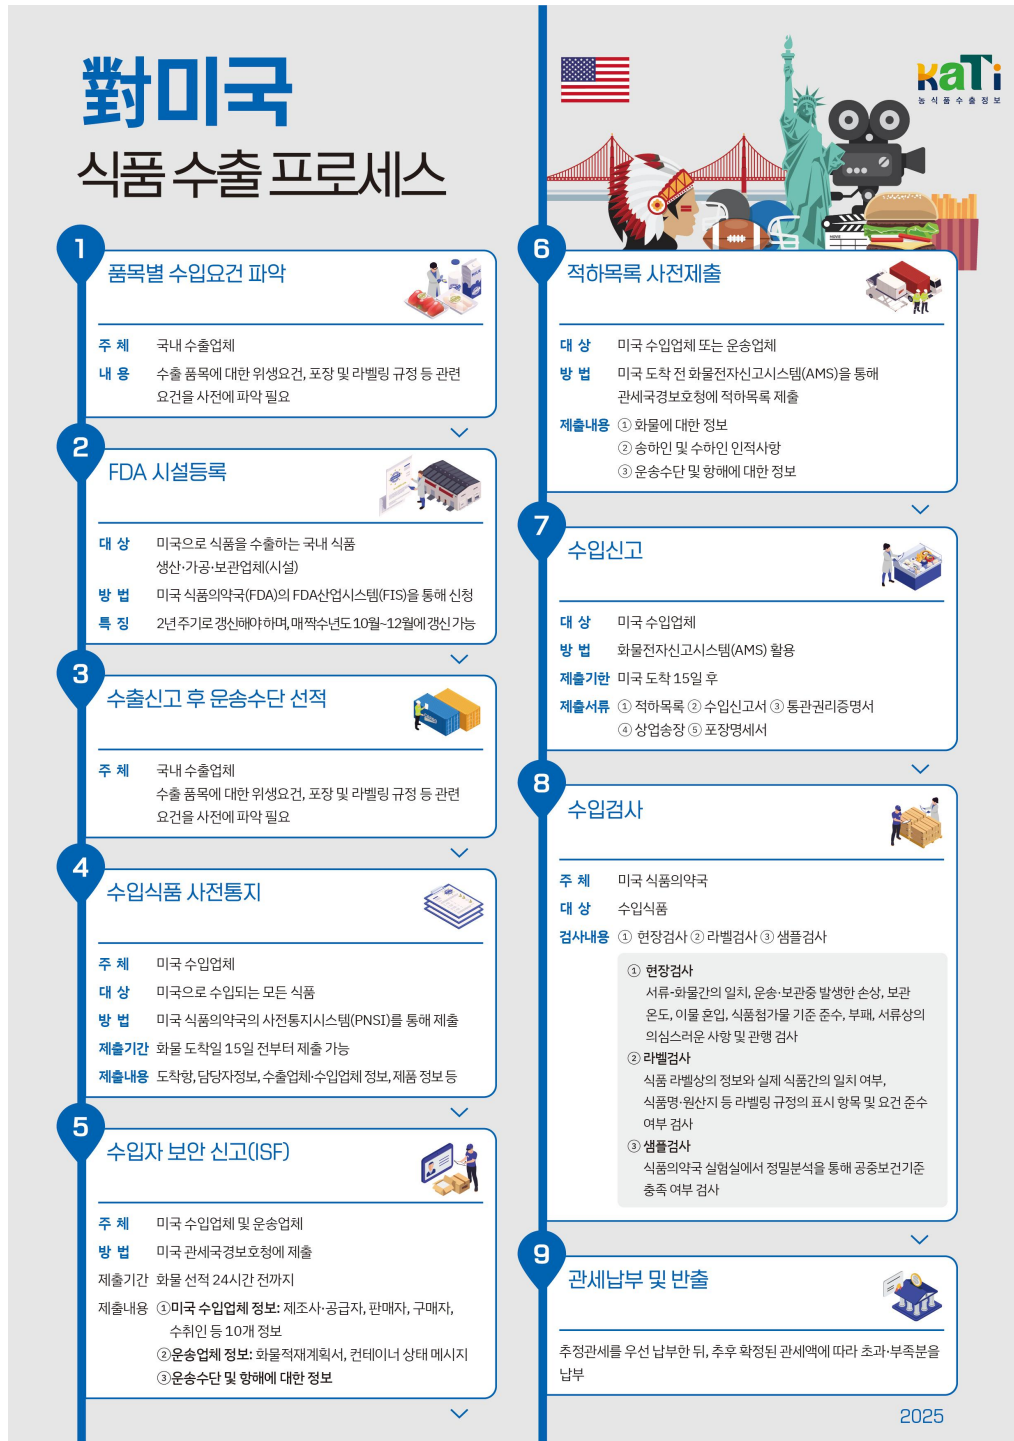 對미국
식품 수출 프로세스
KaTi
농식품수출정보
1
품목별 수입요건 파악
주 체 국내 수출업체
내 용 수출 품목에 대한 위생요건, 포장 및 라벨링 규정 등 관련
요건을 사전에 파악 필요
2
FDA 시설등록
대 상 미국으로 식품을 수출하는 국내 식품
생산·가공·보관업체(시설)
방 법 미국 식품의약국(FDA)의 FDA산업시스템(FIS)을 통해 신청
특 징 2년 주기로 갱신해야 하며, 매 짝수년도 10월~12월에 갱신 가능
3
수출신고 후 운송수단 선적
주 체 국내 수출업체
수출 품목에 대한 위생요건, 포장 및 라벨링 규정 등 관련
요건을 사전에 파악 필요
4
수입식품 사전통지
주 체 미국 수입업체
대 상 미국으로 수입되는 모든 식품
방 법 미국 식품의약국의 사전통지시스템(PNSI)를 통해 제출
제출기간 화물 도착일 15일 전부터 제출 가능
제출내용 도착항, 담당자정보, 수출업체·수입업체 정보, 제품 정보 등
5
수입자 보안 신고(ISF)
주 체 미국 수입업체 및 운송업체
방 법 미국 관세국경보호청에 제출
제출기간 화물 선적 24시간 전까지
제출내용 ①미국 수입업체 정보: 제조사·공급자, 판매자, 구매자,
수취인 등 10개 정보
②운송업체 정보: 화물적재계획서, 컨테이너 상태 메시지
③운송수단 및 항해에 대한 정보
6
적하목록 사전제출
대 상 미국 수입업체 또는 운송업체
방 법 미국 도착 전 화물전자신고시스템(AMS)을 통해
관세국경보호청에 적하목록 제출
제출내용 ① 화물에 대한 정보
② 송하인 및 수하인 인적사항
③ 운송수단 및 항해에 대한 정보
7
수입신고
대 상 미국 수입업체
방 법 화물전자신고시스템(AMS) 활용
제출기한 미국 도착 15일 후
제출서류 ① 적하목록 ② 수입신고서 ③ 통관권리증명서
④ 상업송장 ⑤ 포장명세서
8
수입검사
주 체 미국 식품의약국
대 상 수입식품
검사내용 ① 현장검사 ② 라벨검사 ③ 샘플검사
① 현장검사
서류-화물간의 일치, 운송·보관중 발생한 손상, 보관
온도, 이물 혼입, 식품첨가물 기준 준수, 부패, 서류상의
의심스러운 사항 및 관행 검사
② 라벨검사
식품 라벨상의 정보와 실제 식품간의 일치 여부,
식품명·원산지 등 라벨링 규정의 표시 항목 및 요건 준수
여부 검사
③ 샘플검사
식품의약국 실험실에서 정밀분석을 통해 공중보건기준
충족 여부 검사
9
관세납부 및 반출
추정관세를 우선 납부한 뒤, 추후 확정된 관세액에 따라 초과·부족분을
납부
2025